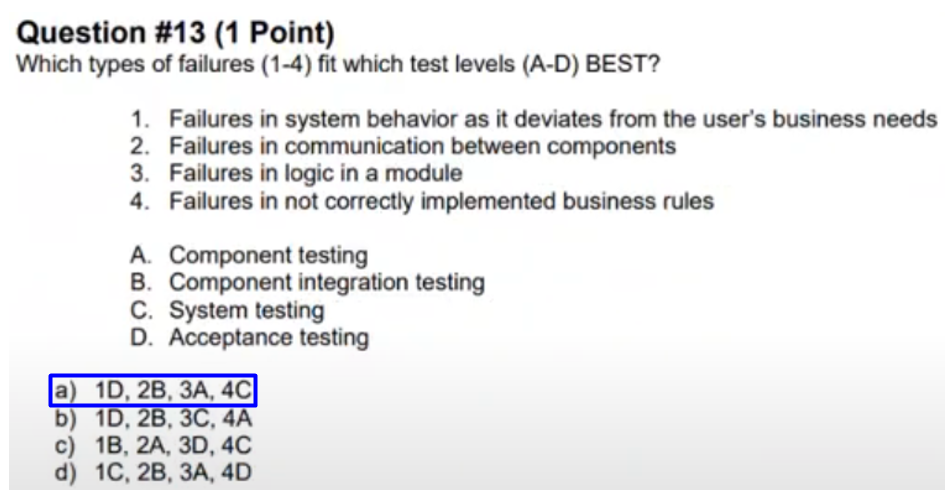 Question #13 (1 Point)
Which types of failures (1-4) fit which test levels (A-D) BEST?
1. Failures in system behavior as it deviates from the user's business needs
2. Failures in communication between components
3. Failures in logic in a module
4. Failures in not correctly implemented business rules
A. Component testing
B. Component integration testing
C. System testing
D. Acceptance testing
a) 1D, 2B, 3A, 4C
b) 1D, 2B, 3C, 4A
c) 1B, 2A, 3D, 4C
d) 1C, 2B, 3A, 4D